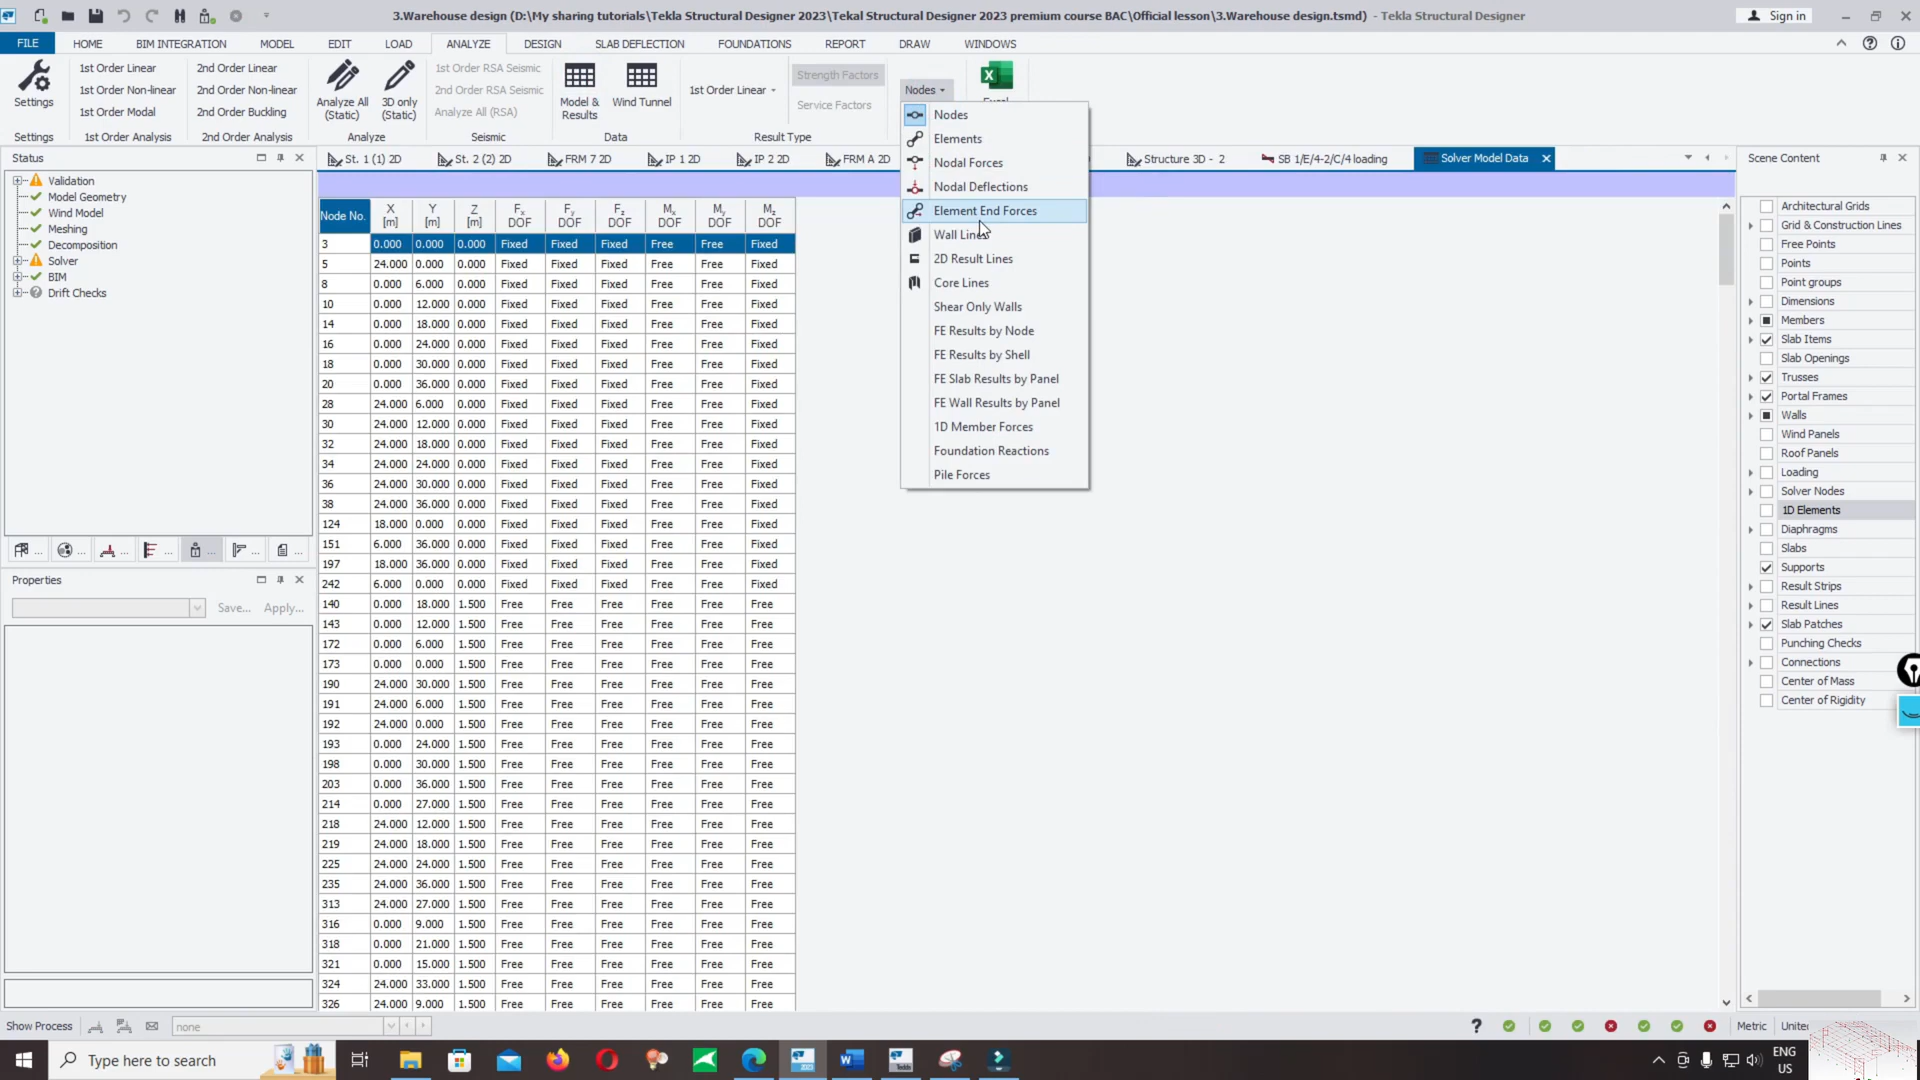 3.Warehouse design (D:\My sharing tutorials\Tekla Structural Designer 2023\Tekal Structural Designer 2023 premium course BAC\Official lesson\3.Warehouse design.tsmd) - Tekla Structural Designer
Sign in
FILE HOME BIM INTEGRATION MODEL EDIT LOAD ANALYZE DESIGN SLAB DEFLECTION FOUNDATIONS REPORT DRAW WINDOWS
1st Order Linear 2nd Order Linear 1st Order RSA Seismic Strength Factors
1st Order Non-linear 2nd Order Non-linear 2nd Order RSA Seismic 1st Order Linear Nodes
Settings 1st Order Modal 2nd Order Buckling Analyze All (Static) 3D only (Static) Analyze All (RSA) Model & Results Wind Tunnel Service Factors
Settings 1st Order Analysis 2nd Order Analysis Analyze Seismic Data Result Type
Nodes
Elements
Nodal Forces
Nodal Deflections
Element End Forces
Wall Lines
2D Result Lines
Core Lines
Shear Only Walls
FE Results by Node
FE Results by Shell
FE Slab Results by Panel
FE Wall Results by Panel
1D Member Forces
Foundation Reactions
Pile Forces
Status
Validation
Model Geometry
Wind Model
Meshing
Decomposition
Solver
BIM
Drift Checks
Properties
Save... Apply...
St. 1 (1) 2D St. 2 (2) 2D FRM 7 2D IP 1 2D IP 2 2D FRM A 2D Structure 3D - 2 SB 1/E/4-2/C/4 loading Solver Model Data
Node No. X [m] Y [m] Z [m] Fx DOF Fy DOF Fz DOF Mx DOF My DOF Mz DOF
3 0.000 0.000 0.000 Fixed Fixed Fixed Free Free Fixed
5 24.000 0.000 0.000 Fixed Fixed Fixed Free Free Fixed
8 0.000 6.000 0.000 Fixed Fixed Fixed Free Free Fixed
10 0.000 12.000 0.000 Fixed Fixed Fixed Free Free Fixed
14 0.000 18.000 0.000 Fixed Fixed Fixed Free Free Fixed
16 0.000 24.000 0.000 Fixed Fixed Fixed Free Free Fixed
18 0.000 30.000 0.000 Fixed Fixed Fixed Free Free Fixed
20 0.000 36.000 0.000 Fixed Fixed Fixed Free Free Fixed
28 24.000 6.000 0.000 Fixed Fixed Fixed Free Free Fixed
30 24.000 12.000 0.000 Fixed Fixed Fixed Free Free Fixed
32 24.000 18.000 0.000 Fixed Fixed Fixed Free Free Fixed
34 24.000 24.000 0.000 Fixed Fixed Fixed Free Free Fixed
36 24.000 30.000 0.000 Fixed Fixed Fixed Free Free Fixed
38 24.000 36.000 0.000 Fixed Fixed Fixed Free Free Fixed
124 18.000 0.000 0.000 Fixed Fixed Fixed Free Free Fixed
151 6.000 36.000 0.000 Fixed Fixed Fixed Free Free Fixed
197 18.000 36.000 0.000 Fixed Fixed Fixed Free Free Fixed
242 6.000 0.000 0.000 Fixed Fixed Fixed Free Free Fixed
140 0.000 18.000 1.500 Free Free Free Free Free Free
143 0.000 12.000 1.500 Free Free Free Free Free Free
172 0.000 6.000 1.500 Free Free Free Free Free Free
173 0.000 0.000 1.500 Free Free Free Free Free Free
190 24.000 30.000 1.500 Free Free Free Free Free Free
191 24.000 6.000 1.500 Free Free Free Free Free Free
192 24.000 0.000 1.500 Free Free Free Free Free Free
193 0.000 24.000 1.500 Free Free Free Free Free Free
198 0.000 30.000 1.500 Free Free Free Free Free Free
203 0.000 36.000 1.500 Free Free Free Free Free Free
214 0.000 27.000 1.500 Free Free Free Free Free Free
218 24.000 12.000 1.500 Free Free Free Free Free Free
219 24.000 18.000 1.500 Free Free Free Free Free Free
225 24.000 24.000 1.500 Free Free Free Free Free Free
235 24.000 36.000 1.500 Free Free Free Free Free Free
313 24.000 27.000 1.500 Free Free Free Free Free Free
316 0.000 9.000 1.500 Free Free Free Free Free Free
318 0.000 21.000 1.500 Free Free Free Free Free Free
321 0.000 15.000 1.500 Free Free Free Free Free Free
324 24.000 33.000 1.500 Free Free Free Free Free Free
326 24.000 9.000 1.500 Free Free Free Free Free Free
Scene Content
Architectural Grids
Grid & Construction Lines
Free Points
Points
Point groups
Dimensions
Members
Slab Items
Slab Openings
Trusses
Portal Frames
Walls
Wind Panels
Roof Panels
Loading
Solver Nodes
1D Elements
Diaphragms
Slabs
Supports
Result Strips
Result Lines
Slab Patches
Punching Checks
Connections
Center of Mass
Center of Rigidity
Show Process none Metric
Type here to search
ENG
US